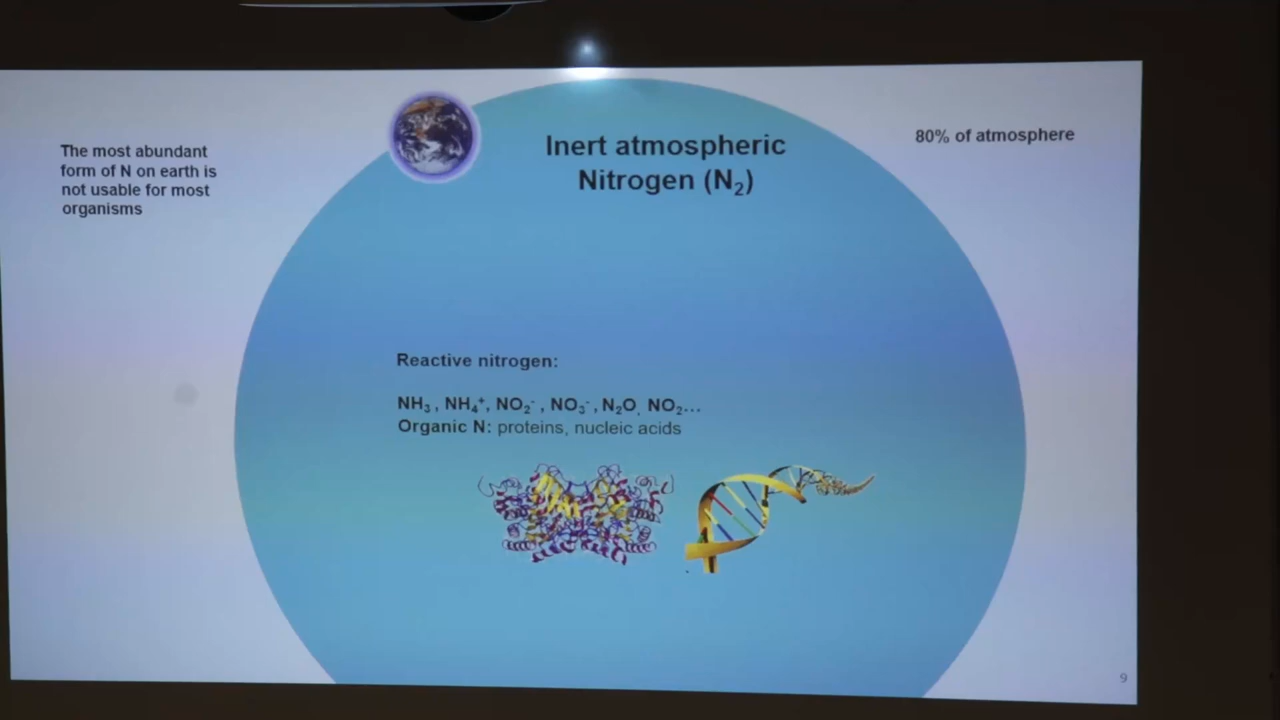 The most abundant
form of N on earth is
not usable for most
organisms
Inert atmospheric
Nitrogen (N₂)
80% of atmosphere
Reactive nitrogen:
NH₃, NH₄⁺, NO₂⁻, NO₃⁻, N₂O, NO₂...
Organic N: proteins, nucleic acids
9